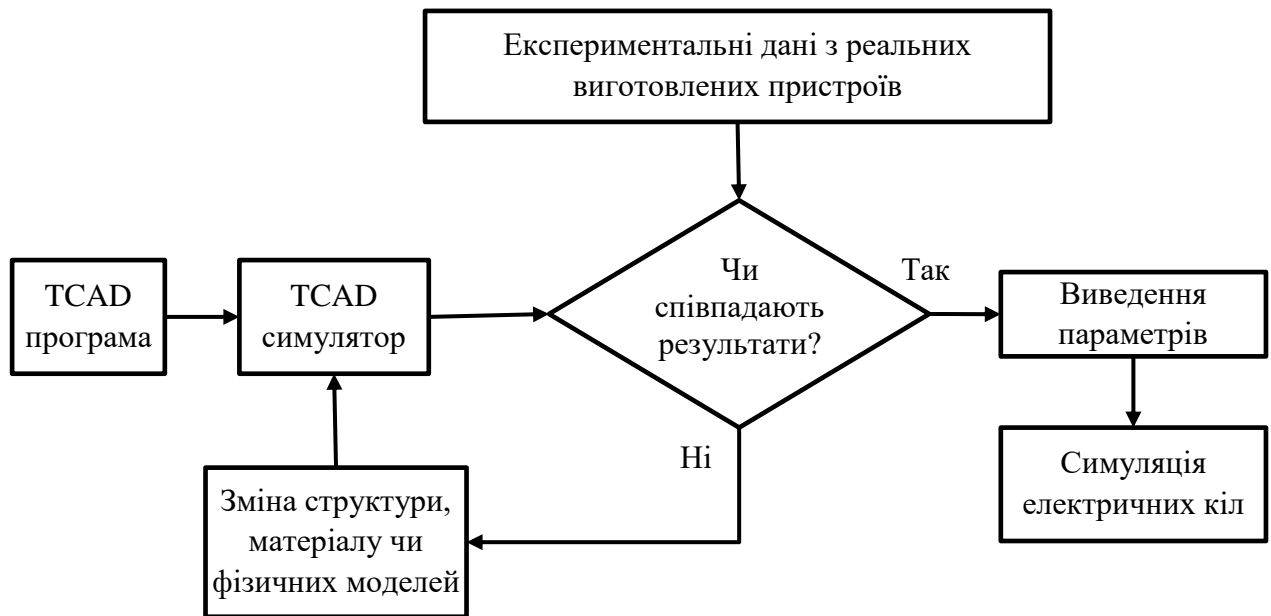 Експериментальні дані з реальних
виготовлених пристроїв
TCAD
програма
TCAD
симулятор
Чи
співпадають
результати?
Так
Виведення
параметрів
Ні
Зміна структури,
матеріалу чи
фізичних моделей
Симуляція
електричних кіл